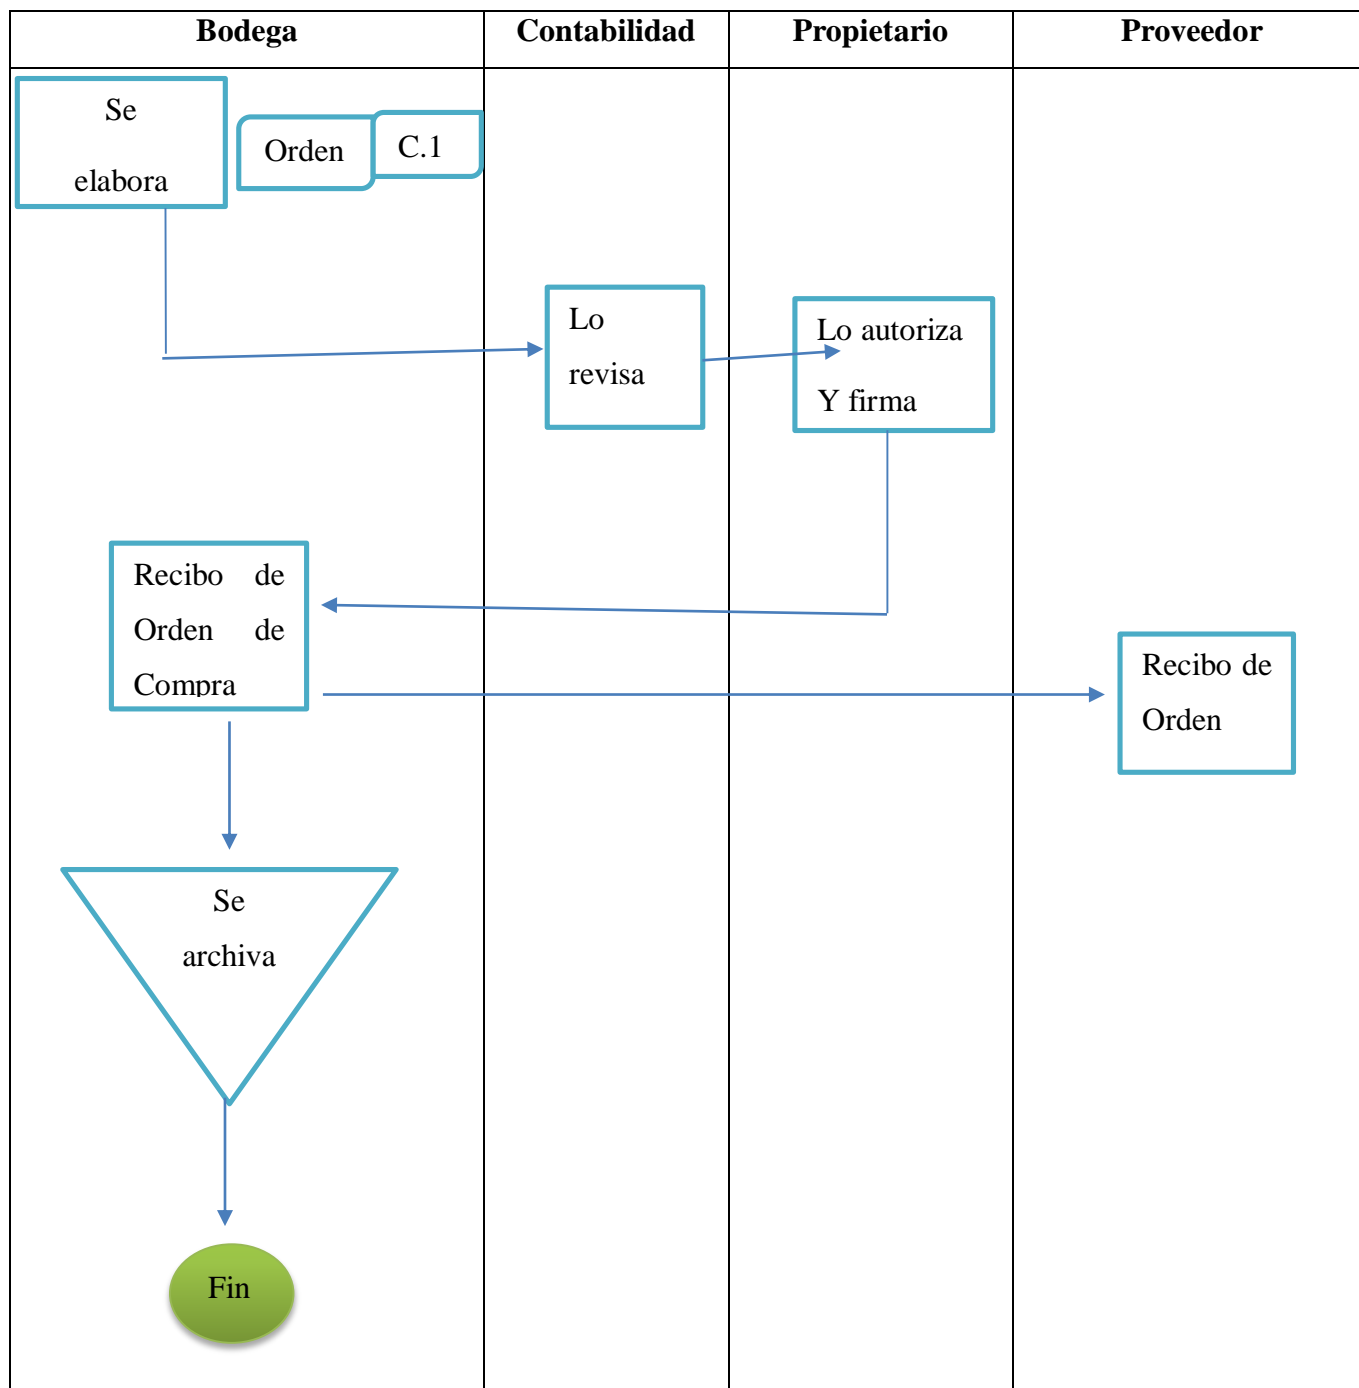 Bodega
Contabilidad
Propietario
Proveedor
Se
elabora
Orden
C.1
Lo
revisa
Lo autoriza
Y firma
Recibo de
Orden de
Compra
Recibo de
Orden
Se
archiva
Fin